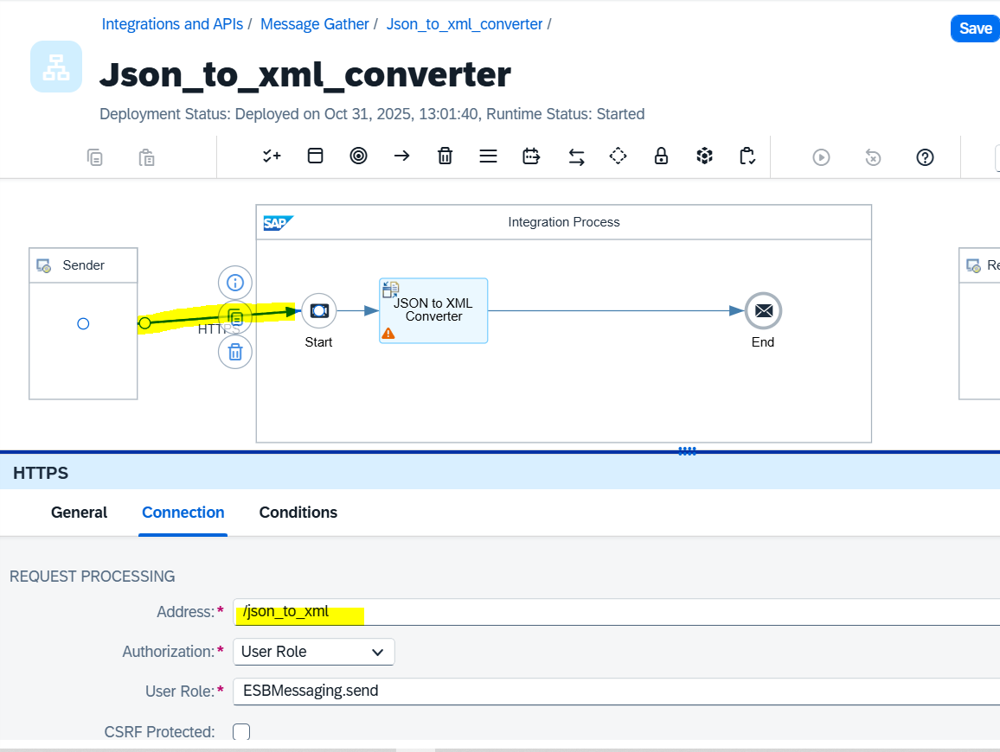 Integrations and APIs / Message Gather / Json_to_xml_converter /
Save
Json_to_xml_converter
Deployment Status: Deployed on Oct 31, 2025, 13:01:40, Runtime Status: Started
SAP
Integration Process
Sender
Re
HTTPS
JSON to XML
Converter
Start
End
HTTPS
General
Connection
Conditions
REQUEST PROCESSING
Address:* /json_to_xml
Authorization:* User Role
User Role:* ESBMessaging.send
CSRF Protected: